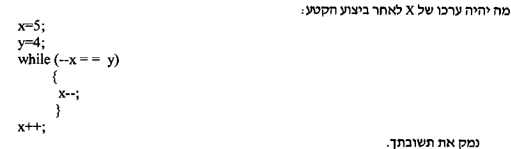 מה יהיה ערכו של X לאחר ביצוע הקטע:
x=5;
y=4;
while (--x = = y)
{
x--;
}
x++;
נמק את תשובתך.